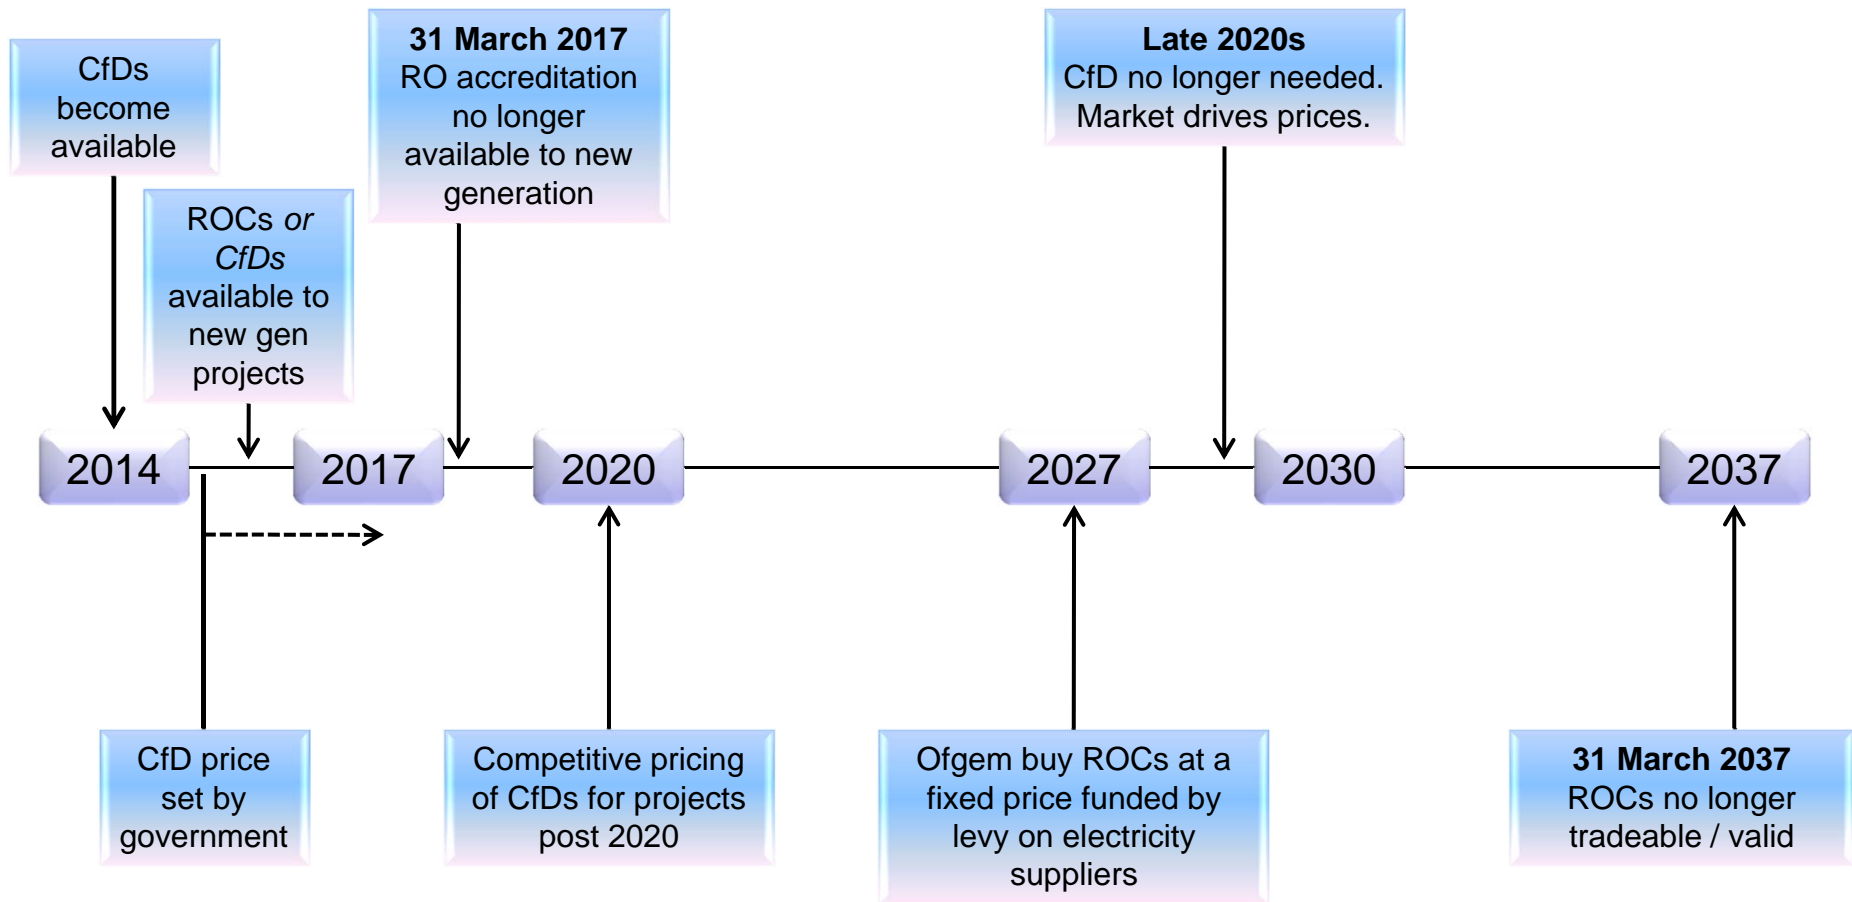 CfDs
become
available
ROCs or
CfDs
available to
new gen
projects
31 March 2017
RO accreditation
no longer
available to new
generation
Late 2020s
CfD no longer needed.
Market drives prices.
2014
2017
2020
2027
2030
2037
CfD price
set by
government
Competitive pricing
of CfDs for projects
post 2020
Ofgem buy ROCs at a
fixed price funded by
levy on electricity
suppliers
31 March 2037
ROCs no longer
tradeable / valid